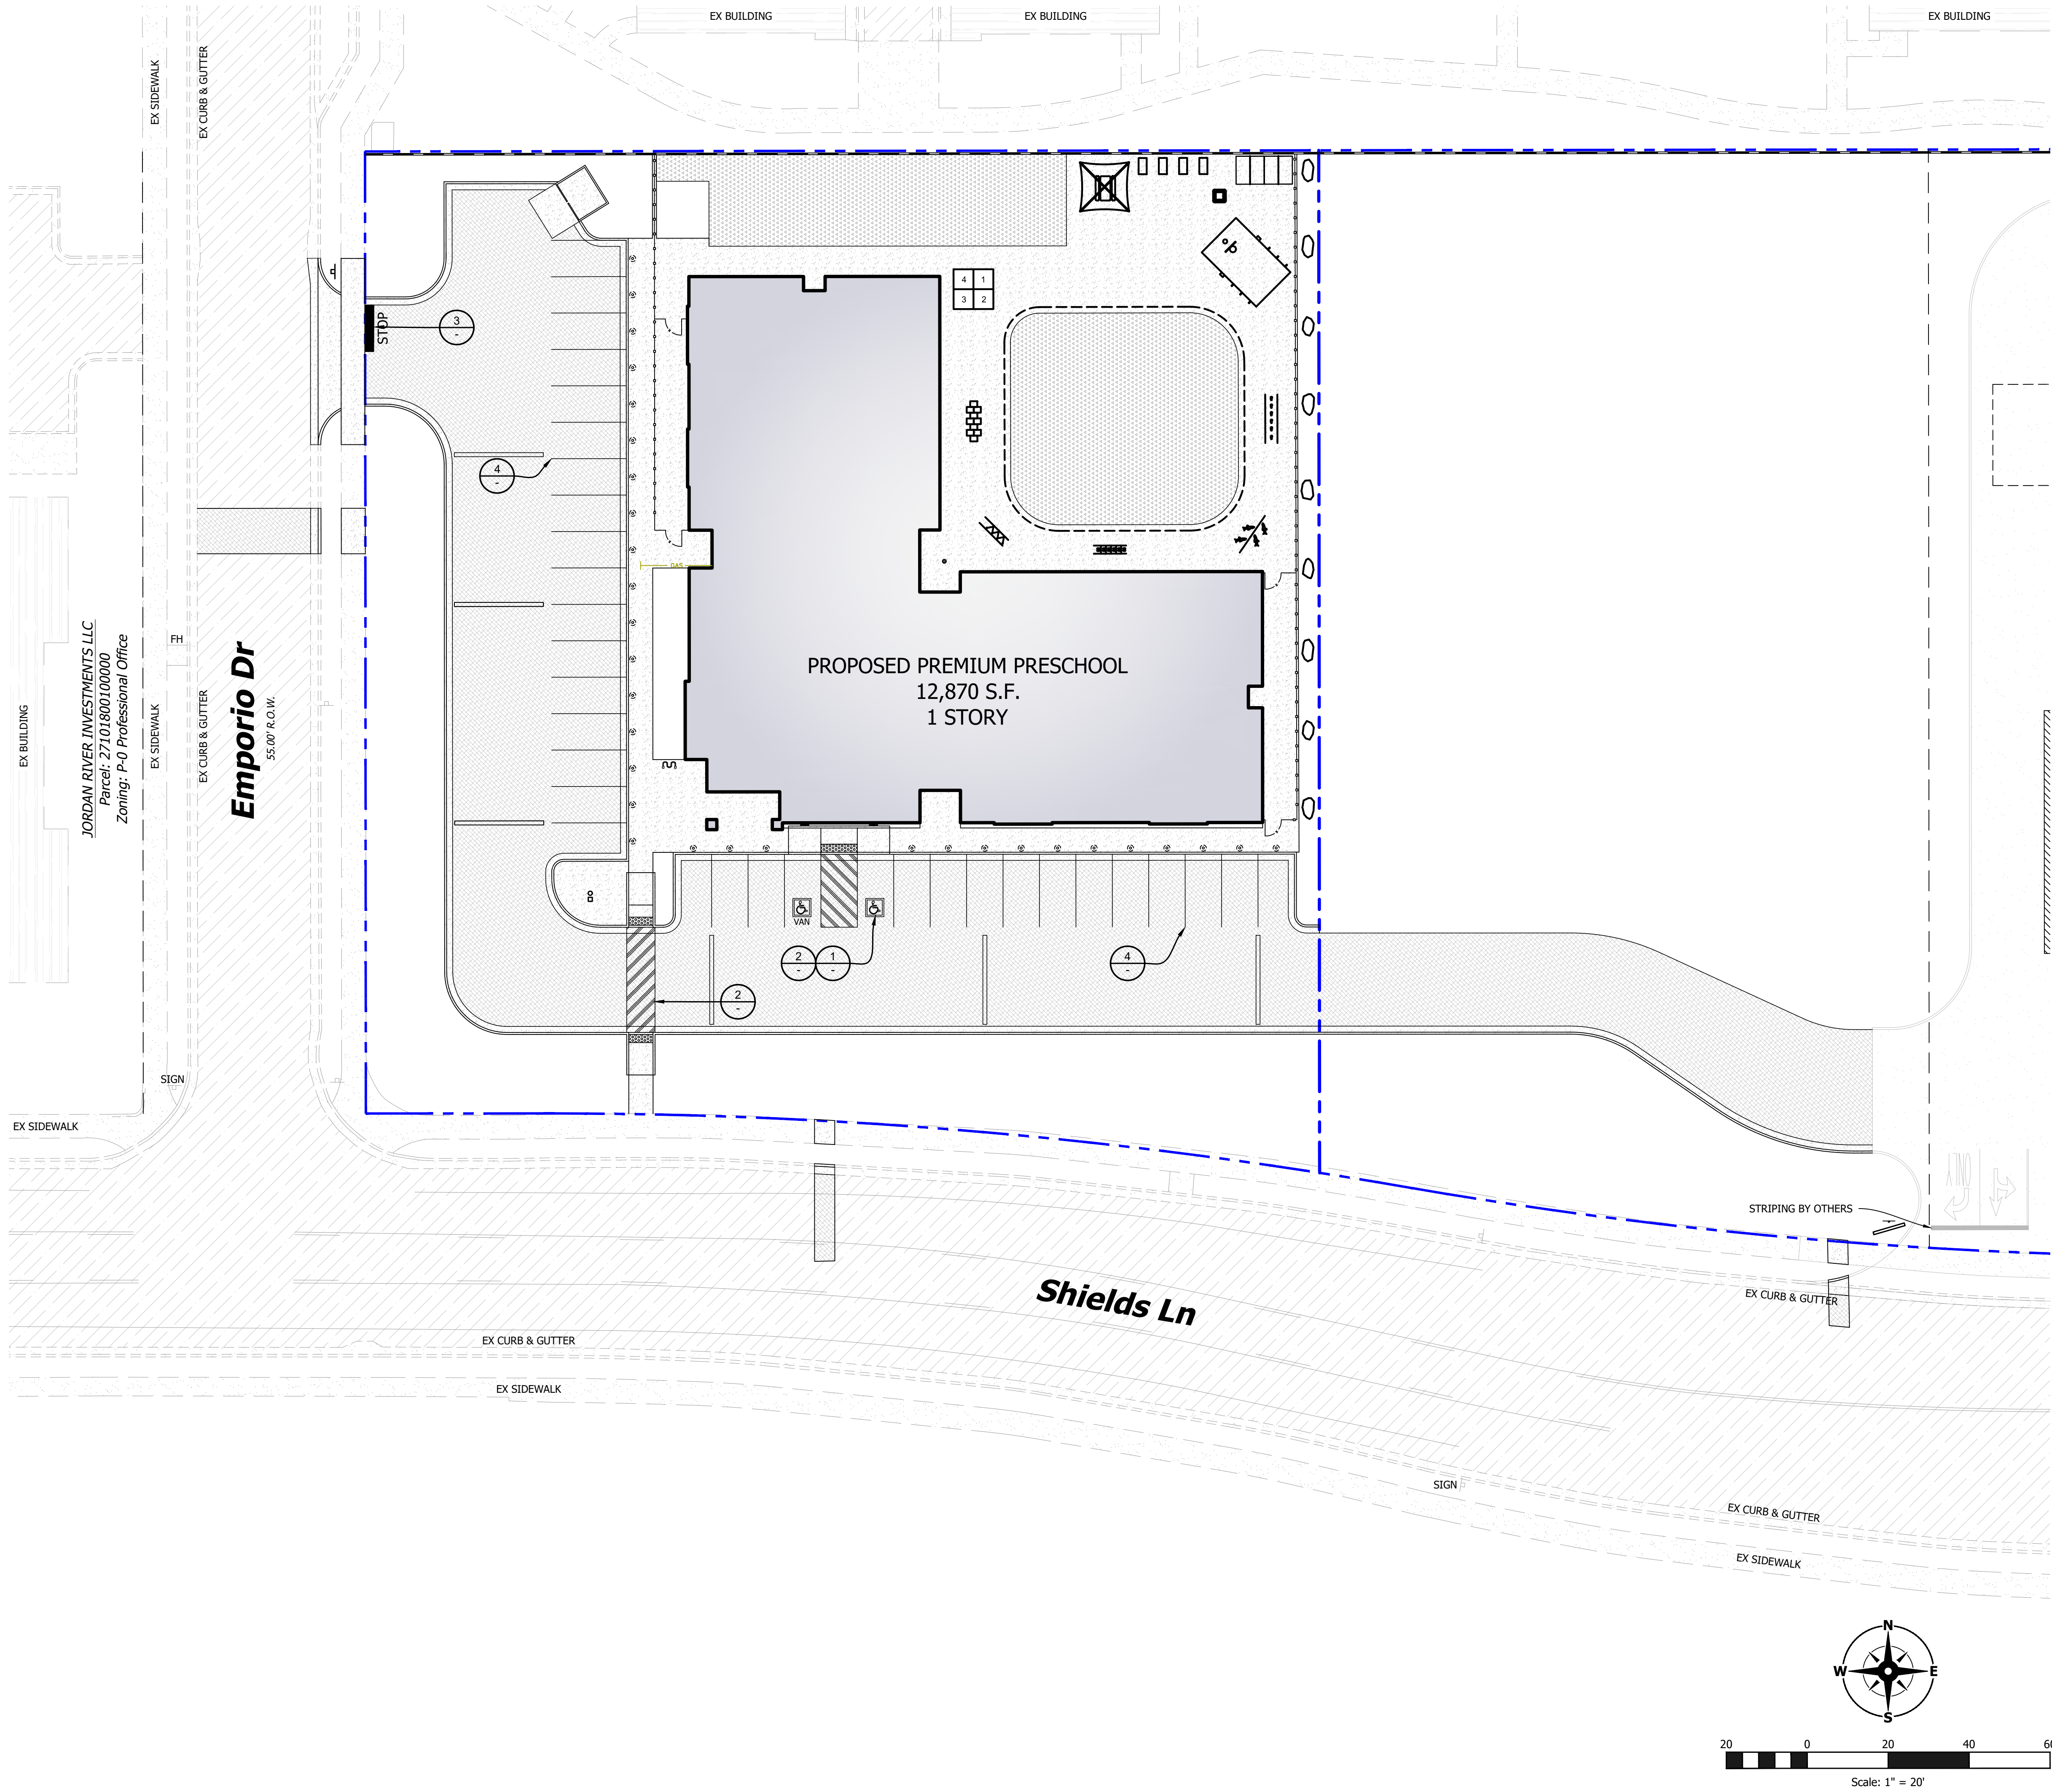 EX BUILDING
EX BUILDING
EX BUILDING
EX SIDEWALK
EX CURB & GUTTER
STOP
3
-
4 1
3 2
4
-
GAS
FH
JORDAN RIVER INVESTMENTS LLC
Parcel: 27101800100000
Zoning: P-0 Professional Office
Emporio Dr
55.00' R.O.W.
EX BUILDING
EX SIDEWALK
EX CURB & GUTTER
PROPOSED PREMIUM PRESCHOOL
12,870 S.F.
1 STORY
VAN
2
-
1
-
4
-
2
-
SIGN
EX SIDEWALK
STRIPING BY OTHERS
ONLY
Shields Ln
EX CURB & GUTTER
EX CURB & GUTTER
EX SIDEWALK
SIGN
EX CURB & GUTTER
EX SIDEWALK
N
W E
S
20 0 20 40 60
Scale: 1" = 20'